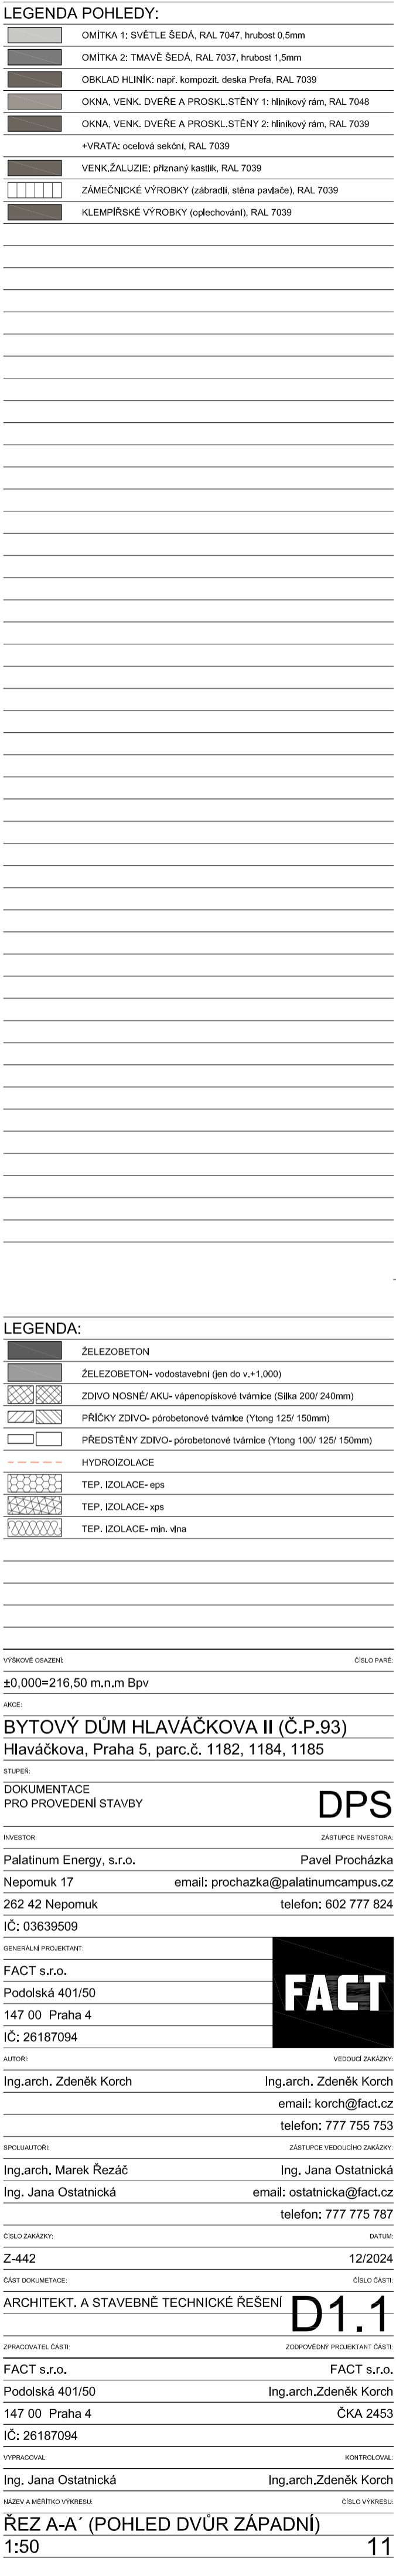 LEGENDA POHLEDY:
OMÍTKA 1: SVĚTLE ŠEDÁ, RAL 7047, hrubost 0,5mm
OMÍTKA 2: TMAVĚ ŠEDÁ, RAL 7037, hrubost 1,5mm
OBKLAD HLINÍK: např. kompozit. deska Prefa, RAL 7039
OKNA, VENK. DVEŘE A PROSKL.STĚNY 1: hliníkový rám, RAL 7048
OKNA, VENK. DVEŘE A PROSKL.STĚNY 2: hliníkový rám, RAL 7039
+VRATA: ocelová sekční, RAL 7039
VENK.ŽALUZIE: přiznaný kastlík, RAL 7039
ZÁMEČNICKÉ VÝROBKY (zábradlí, stěna pavlače), RAL 7039
KLEMPÍŘSKÉ VÝROBKY (oplechování), RAL 7039
LEGENDA:
ŽELEZOBETON
ŽELEZOBETON- vodostavební (jen do v.+1,000)
ZDIVO NOSNÉ/ AKU- vápenopískové tvárnice (Silka 200/ 240mm)
PŘÍČKY ZDIVO- pórobetonové tvárnice (Ytong 125/ 150mm)
PŘEDSTĚNY ZDIVO- pórobetonové tvárnice (Ytong 100/ 125/ 150mm)
HYDROIZOLACE
TEP. IZOLACE- eps
TEP. IZOLACE- xps
TEP. IZOLACE- min. vlna
VÝŠKOVÉ OSAZENÍ: ČÍSLO PARÉ:
±0,000=216,50 m.n.m Bpv
AKCE:
BYTOVÝ DŮM HLAVÁČKOVA II (Č.P.93)
Hlaváčkova, Praha 5, parc.č. 1182, 1184, 1185
STUPEŇ:
DOKUMENTACE
PRO PROVEDENÍ STAVBY DPS
INVESTOR: ZÁSTUPCE INVESTORA:
Palatinum Energy, s.r.o. Pavel Procházka
Nepomuk 17 email: prochazka@palatinumcampus.cz
262 42 Nepomuk telefon: 602 777 824
IČ: 03639509
GENERÁLNÍ PROJEKTANT:
FACT s.r.o.
Podolská 401/50 FACT
147 00 Praha 4
IČ: 26187094
AUTOŘI: VEDOUCÍ ZAKÁZKY:
Ing.arch. Zdeněk Korch Ing.arch. Zdeněk Korch
email: korch@fact.cz
telefon: 777 755 753
SPOLUAUTOŘI: ZÁSTUPCE VEDOUCÍHO ZAKÁZKY:
Ing.arch. Marek Řezáč Ing. Jana Ostatnická
Ing. Jana Ostatnická email: ostatnicka@fact.cz
telefon: 777 775 787
ČÍSLO ZAKÁZKY: DATUM:
Z-442 12/2024
ČÁST DOKUMETACE: ČÍSLO ČÁSTI:
ARCHITEKT. A STAVEBNĚ TECHNICKÉ ŘEŠENÍ D1.1
ZPRACOVATEL ČÁSTI: ZODPOVĚDNÝ PROJEKTANT ČÁSTI:
FACT s.r.o. FACT s.r.o.
Podolská 401/50 Ing.arch.Zdeněk Korch
147 00 Praha 4 ČKA 2453
IČ: 26187094
VYPRACOVAL: KONTROLOVAL:
Ing. Jana Ostatnická Ing.arch.Zdeněk Korch
NÁZEV A MĚŘÍTKO VÝKRESU: ČÍSLO VÝKRESU:
ŘEZ A-A´ (POHLED DVŮR ZÁPADNÍ)
1:50 11